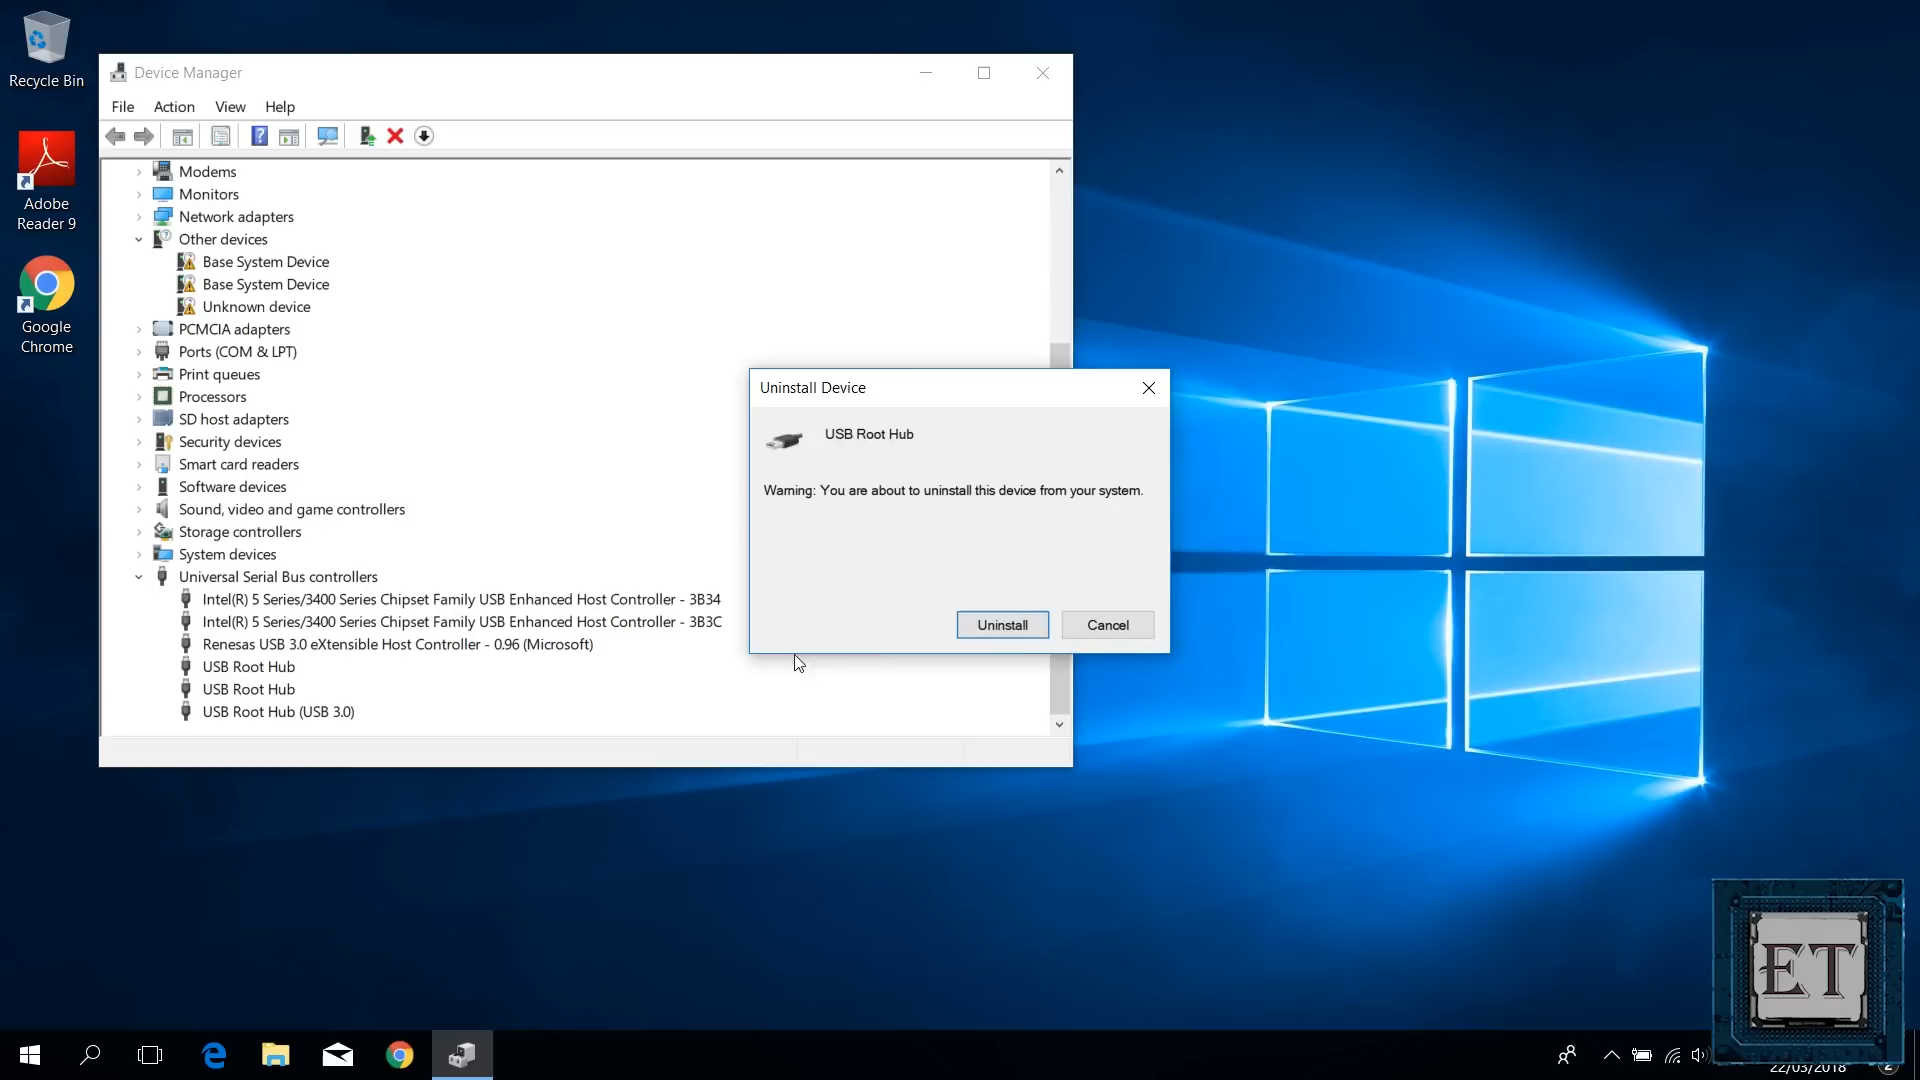 Recycle Bin
Adobe
Reader 9
Google
Chrome
Device Manager
File Action View Help
Modems
Monitors
Network adapters
Other devices
Base System Device
Base System Device
Unknown device
PCMCIA adapters
Ports (COM & LPT)
Print queues
Processors
SD host adapters
Security devices
Smart card readers
Software devices
Sound, video and game controllers
Storage controllers
System devices
Universal Serial Bus controllers
Intel(R) 5 Series/3400 Series Chipset Family USB Enhanced Host Controller - 3B34
Intel(R) 5 Series/3400 Series Chipset Family USB Enhanced Host Controller - 3B3C
Renesas USB 3.0 eXtensible Host Controller - 0.96 (Microsoft)
USB Root Hub
USB Root Hub
USB Root Hub (USB 3.0)
Uninstall Device
USB Root Hub
Warning: You are about to uninstall this device from your system.
Uninstall Cancel
ET
22/03/2018